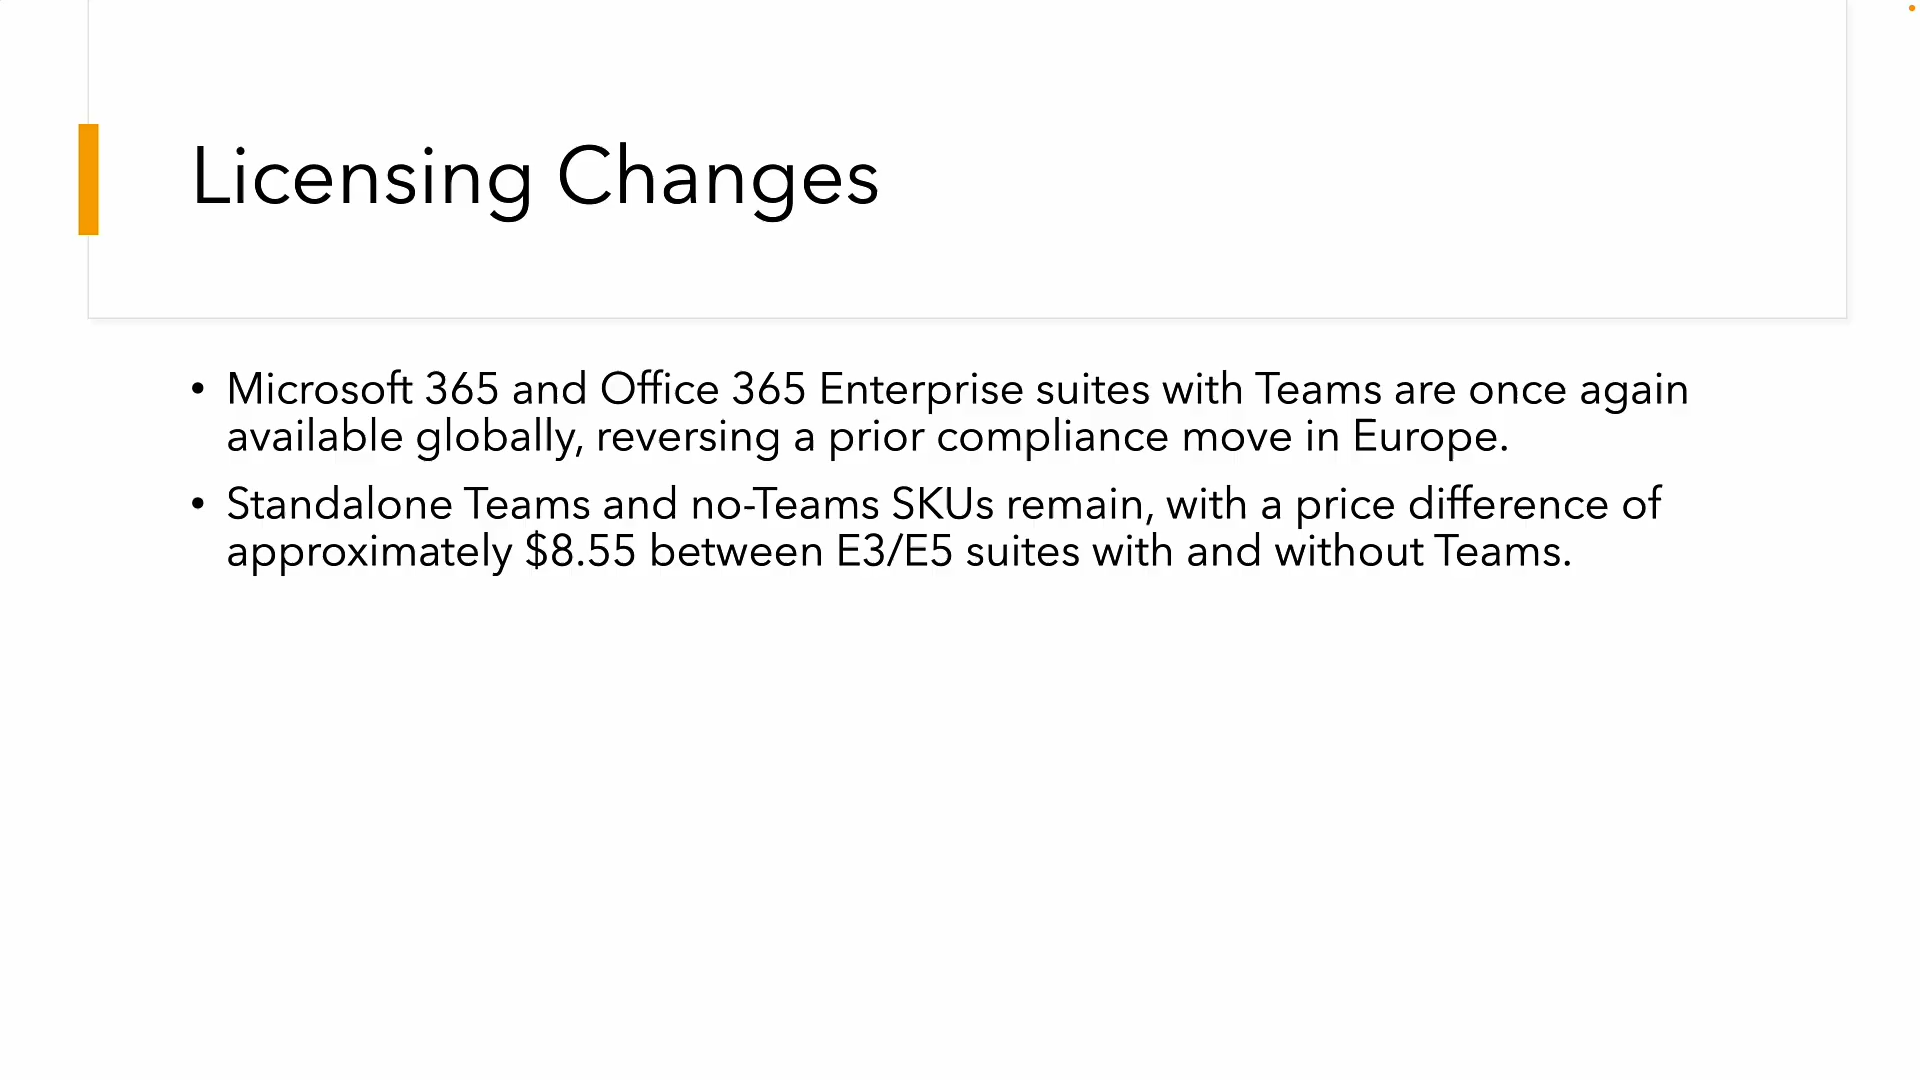 Licensing Changes
• Microsoft 365 and Office 365 Enterprise suites with Teams are once again
available globally, reversing a prior compliance move in Europe.
• Standalone Teams and no-Teams SKUs remain, with a price difference of
approximately $8.55 between E3/E5 suites with and without Teams.